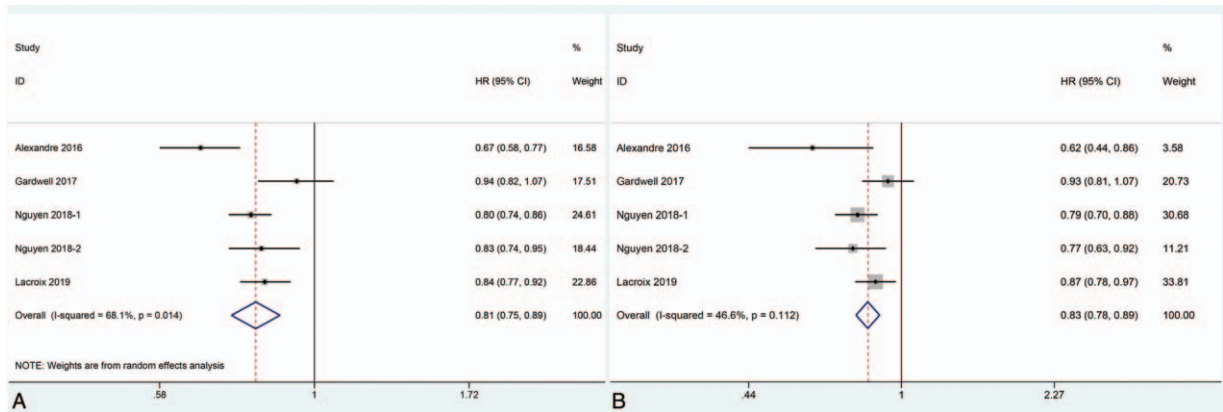 Study %
ID HR (95% CI) Weight
Alexandre 2016 0.67 (0.58, 0.77) 16.58
Gardwell 2017 0.94 (0.82, 1.07) 17.51
Nguyen 2018-1 0.80 (0.74, 0.86) 24.61
Nguyen 2018-2 0.83 (0.74, 0.95) 18.44
Lacroix 2019 0.84 (0.77, 0.92) 22.86
Overall (I-squared = 68.1%, p = 0.014) 0.81 (0.75, 0.89) 100.00
NOTE: Weights are from random effects analysis
A .58 1 1.72
Study %
ID HR (95% CI) Weight
Alexandre 2016 0.62 (0.44, 0.86) 3.58
Gardwell 2017 0.93 (0.81, 1.07) 20.73
Nguyen 2018-1 0.79 (0.70, 0.88) 30.68
Nguyen 2018-2 0.77 (0.63, 0.92) 11.21
Lacroix 2019 0.87 (0.78, 0.97) 33.81
Overall (I-squared = 46.6%, p = 0.112) 0.83 (0.78, 0.89) 100.00
B .44 1 2.27